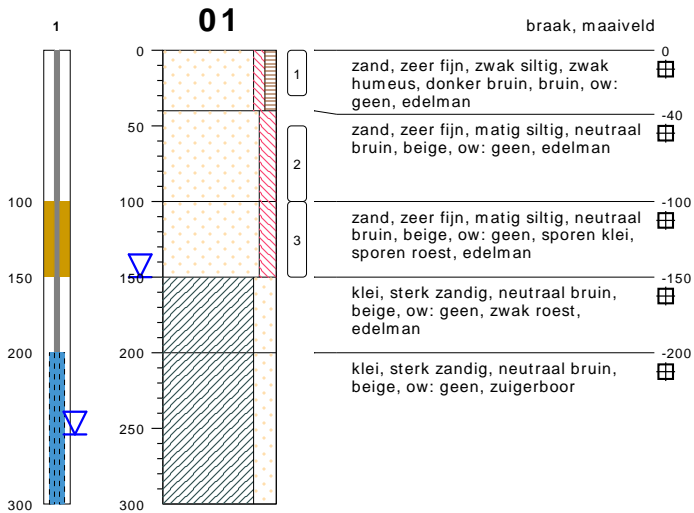 1
01
braak, maaiveld
0
50
100
150
200
250
300
100
150
200
300
1
2
3
0
zand, zeer fijn, zwak siltig, zwak
humeus, donker bruin, bruin, ow:
geen, edelman
-40
zand, zeer fijn, matig siltig, neutraal
bruin, beige, ow: geen, edelman
-100
zand, zeer fijn, matig siltig, neutraal
bruin, beige, ow: geen, sporen klei,
sporen roest, edelman
-150
klei, sterk zandig, neutraal bruin,
beige, ow: geen, zwak roest,
edelman
-200
klei, sterk zandig, neutraal bruin,
beige, ow: geen, zuigerboor